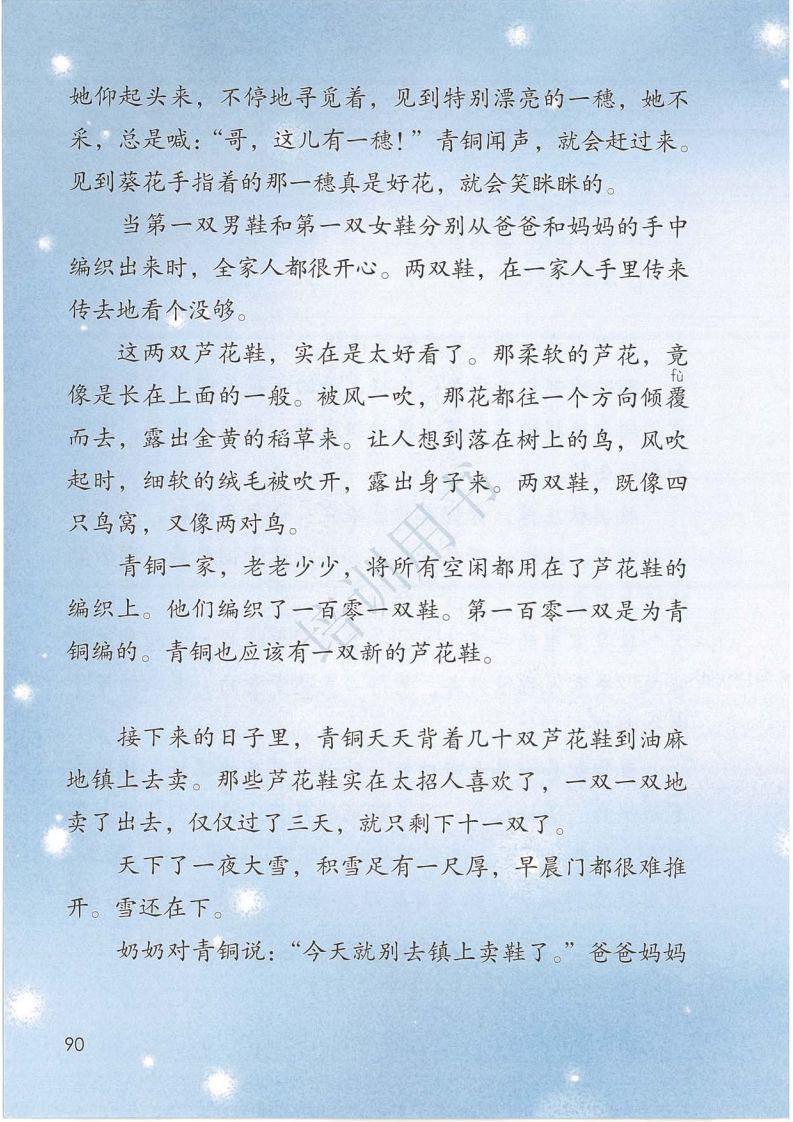 她仰起头来，不停地寻觅着，见到特别漂亮的一穗，她不
采，总是喊：“哥，这儿有一穗！”青铜闻声，就会赶过来。
见到葵花手指着的那一穗真是好花，就会笑眯眯的。
当第一双男鞋和第一双女鞋分别从爸爸和妈妈的手中
编织出来时，全家人都很开心。两双鞋，在一家人手里传来
传去地看个没够。
这两双芦花鞋，实在是太好看了。那柔软的芦花，竟
fù
像是长在上面的一般。被风一吹，那花都往一个方向倾覆
而去，露出金黄的稻草来。让人想到落在树上的鸟，风吹
起时，细软的绒毛被吹开，露出身子来。两双鞋，既像四
只鸟窝，又像两对鸟。
青铜一家，老老少少，将所有空闲都用在了芦花鞋的
编织上。他们编织了一百零一双鞋。第一百零一双是为青
铜编的。青铜也应该有一双新的芦花鞋。
接下来的日子里，青铜天天背着几十双芦花鞋到油麻
地镇上去卖。那些芦花鞋实在太招人喜欢了，一双一双地
卖了出去，仅仅过了三天，就只剩下十一双了。
天下了一夜大雪，积雪足有一尺厚，早晨门都很难推
开。雪还在下。
奶奶对青铜说：“今天就别去镇上卖鞋了。”爸爸妈妈
90
培训用书